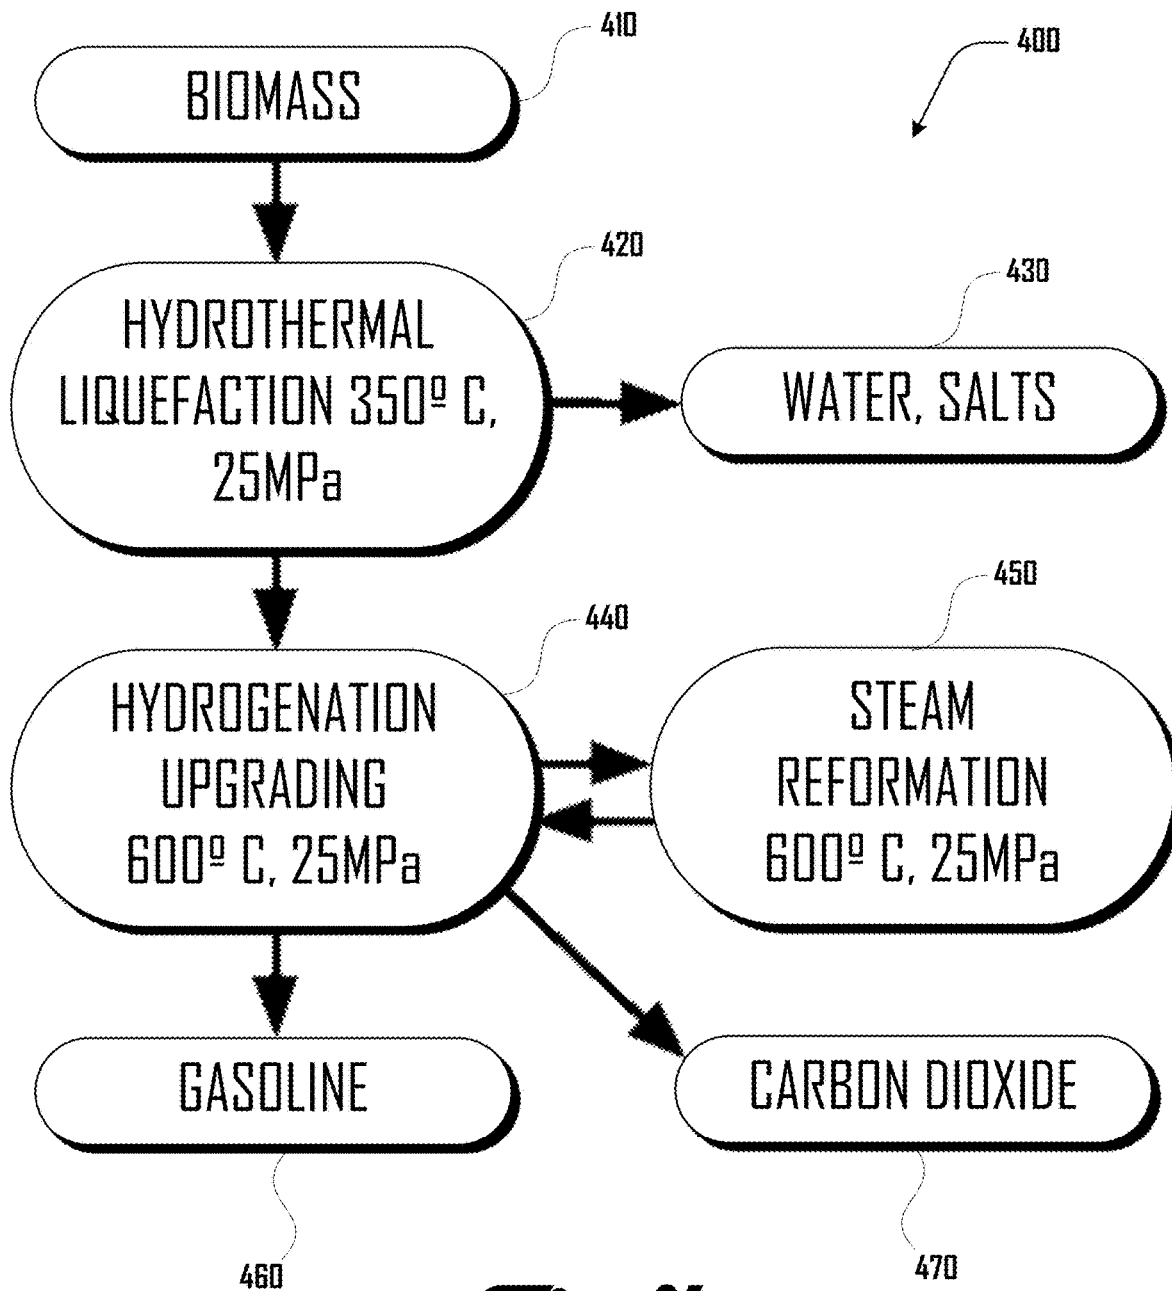 410
400
BIOMASS
420
430
HYDROTHERMAL
LIQUEFACTION 350º C,
25MPa
WATER, SALTS
440
450
HYDROGENATION
UPGRADING
600º C, 25MPa
STEAM
REFORMATION
600º C, 25MPa
GASOLINE
CARBON DIOXIDE
460
470